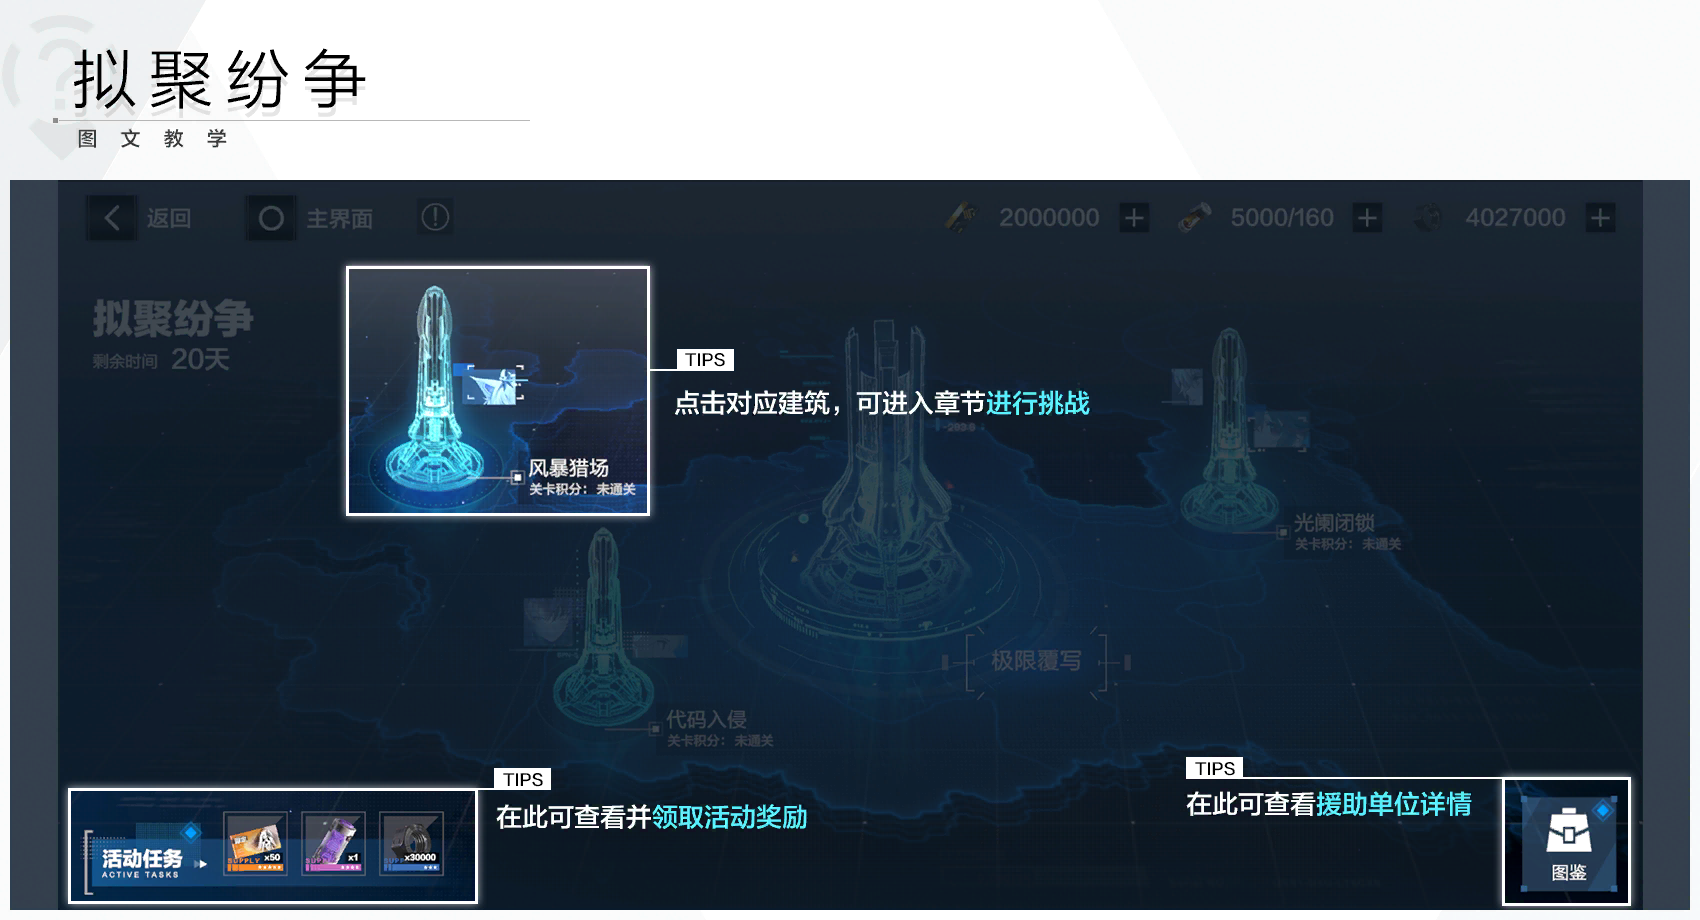 拟聚纷争
图文教学
返回
主界面
2000000
5000/160
4027000
拟聚纷争
剩余时间 20天
TIPS
点击对应建筑，可进入章节进行挑战
风暴猎场
关卡积分：未通关
光阑闭锁
关卡积分：未通关
极限覆写
代码入侵
关卡积分：未通关
TIPS
在此可查看并领取活动奖励
TIPS
在此可查看援助单位详情
活动任务
ACTIVE TASKS
SUPPLY x50
x1
x30000
图鉴